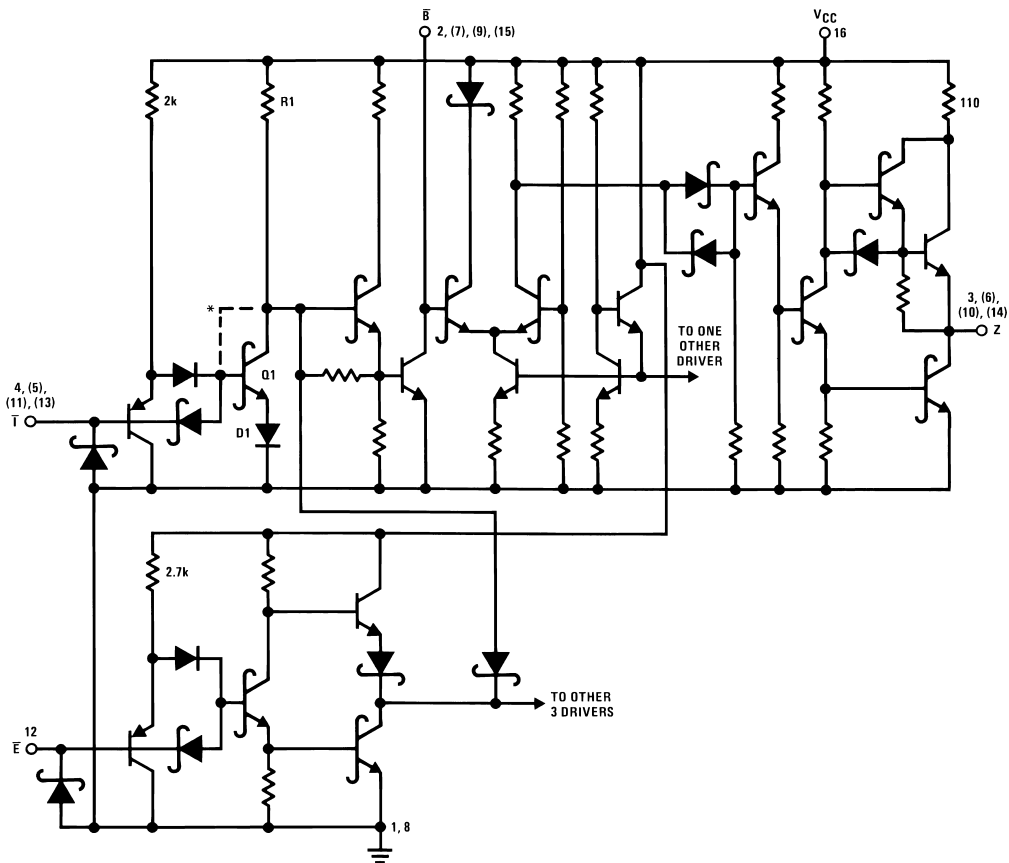 B̅
2, (7), (9), (15)
VCC
16
2k
R1
110
*
Q1
D1
4, (5),
(11), (13)
I̅
TO ONE
OTHER
DRIVER
3, (6),
(10), (14)
Z
2.7k
TO OTHER
3 DRIVERS
12
E̅
1, 8